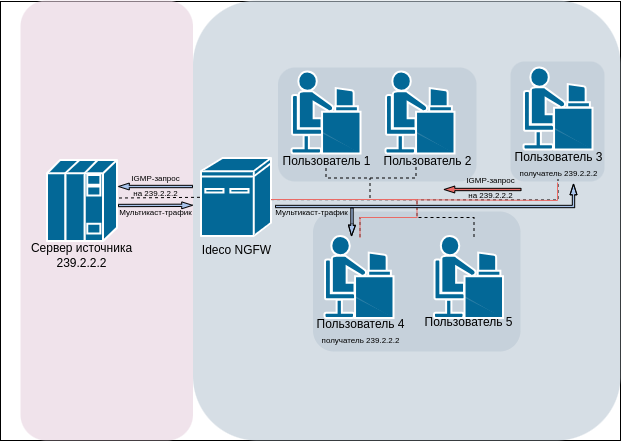 Пользователь 1
Пользователь 2
Пользователь 3
получатель 239.2.2.2
IGMP-запрос
на 239.2.2.2
Мультикаст-трафик
IGMP-запрос
на 239.2.2.2
Мультикаст-трафик
Сервер источника
239.2.2.2
Ideco NGFW
Пользователь 4
получатель 239.2.2.2
Пользователь 5